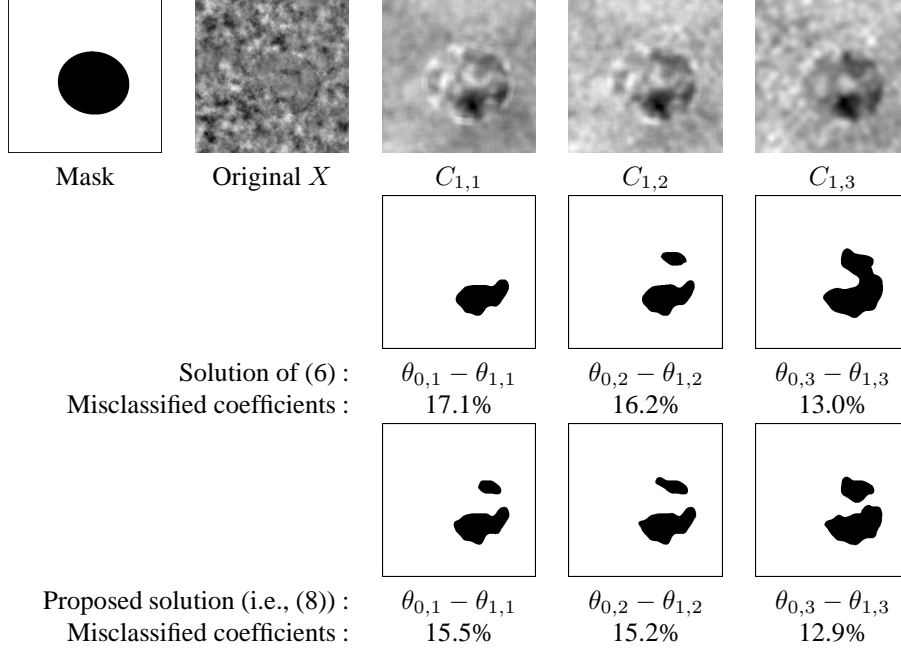 Mask Original X C₁,₁ C₁,₂ C₁,₃
Solution of (6) : θ₀,₁ − θ₁,₁ θ₀,₂ − θ₁,₂ θ₀,₃ − θ₁,₃
Misclassified coefficients : 17.1% 16.2% 13.0%
Proposed solution (i.e., (8)) : θ₀,₁ − θ₁,₁ θ₀,₂ − θ₁,₂ θ₀,₃ − θ₁,₃
Misclassified coefficients : 15.5% 15.2% 12.9%